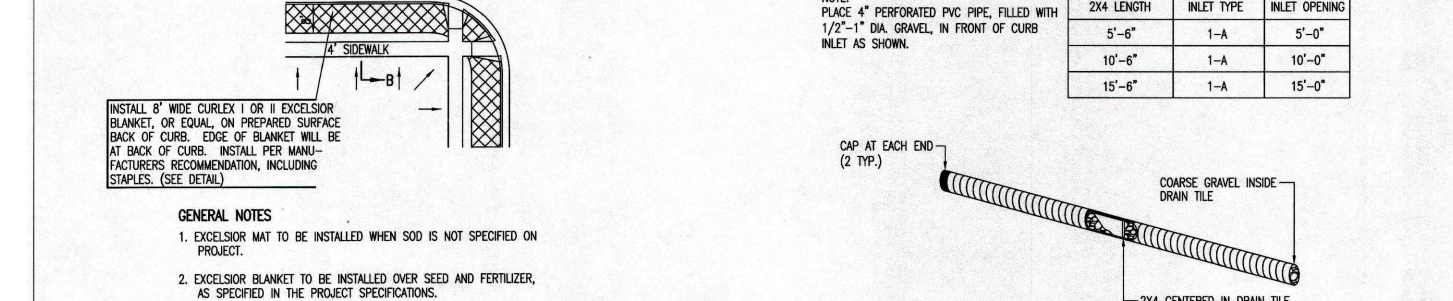 4' SIDEWALK
B
INSTALL 8' WIDE CURLEX I OR II EXCELSIOR
BLANKET, OR EQUAL, ON PREPARED SURFACE
BACK OF CURB. EDGE OF BLANKET WILL BE
AT BACK OF CURB. INSTALL PER MANU-
FACTURERS RECOMMENDATION, INCLUDING
STAPLES. (SEE DETAIL)
GENERAL NOTES
1. EXCELSIOR MAT TO BE INSTALLED WHEN SOD IS NOT SPECIFIED ON
PROJECT.
2. EXCELSIOR BLANKET TO BE INSTALLED OVER SEED AND FERTILIZER,
AS SPECIFIED IN THE PROJECT SPECIFICATIONS.
NOTE:
PLACE 4" PERFORATED PVC PIPE, FILLED WITH
1/2"-1" DIA. GRAVEL, IN FRONT OF CURB
INLET AS SHOWN.
2X4 LENGTH INLET TYPE INLET OPENING
5'-6" 1-A 5'-0"
10'-6" 1-A 10'-0"
15'-6" 1-A 15'-0"
CAP AT EACH END
(2 TYP.)
COARSE GRAVEL INSIDE
DRAIN TILE
2X4 CENTERED IN DRAIN TILE